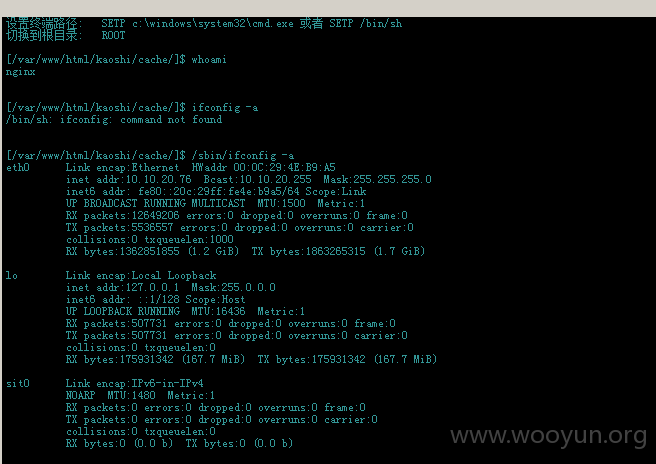 设置终端路径: SETP c:\windows\system32\cmd.exe 或者 SETP /bin/sh
切换到根目录: ROOT
[/var/www/html/kaoshi/cache/]$ whoami
nginx
[/var/www/html/kaoshi/cache/]$ ifconfig -a
/bin/sh: ifconfig: command not found
[/var/www/html/kaoshi/cache/]$ /sbin/ifconfig -a
eth0 Link encap:Ethernet HWaddr 00:0C:29:4E:B9:A5
inet addr:10.10.20.76 Bcast:10.10.20.255 Mask:255.255.255.0
inet6 addr: fe80::20c:29ff:fe4e:b9a5/64 Scope:Link
UP BROADCAST RUNNING MULTICAST MTU:1500 Metric:1
RX packets:12649206 errors:0 dropped:0 overruns:0 frame:0
TX packets:5536557 errors:0 dropped:0 overruns:0 carrier:0
collisions:0 txqueuelen:1000
RX bytes:1362851855 (1.2 GiB) TX bytes:1863265315 (1.7 GiB)
lo Link encap:Local Loopback
inet addr:127.0.0.1 Mask:255.0.0.0
inet6 addr: ::1/128 Scope:Host
UP LOOPBACK RUNNING MTU:16436 Metric:1
RX packets:507731 errors:0 dropped:0 overruns:0 frame:0
TX packets:507731 errors:0 dropped:0 overruns:0 carrier:0
collisions:0 txqueuelen:0
RX bytes:175931342 (167.7 MiB) TX bytes:175931342 (167.7 MiB)
sit0 Link encap:IPv6-in-IPv4
NOARP MTU:1480 Metric:1
RX packets:0 errors:0 dropped:0 overruns:0 frame:0
TX packets:0 errors:0 dropped:0 overruns:0 carrier:0
collisions:0 txqueuelen:0
RX bytes:0 (0.0 b) TX bytes:0 (0.0 b)
www.wooyun.org